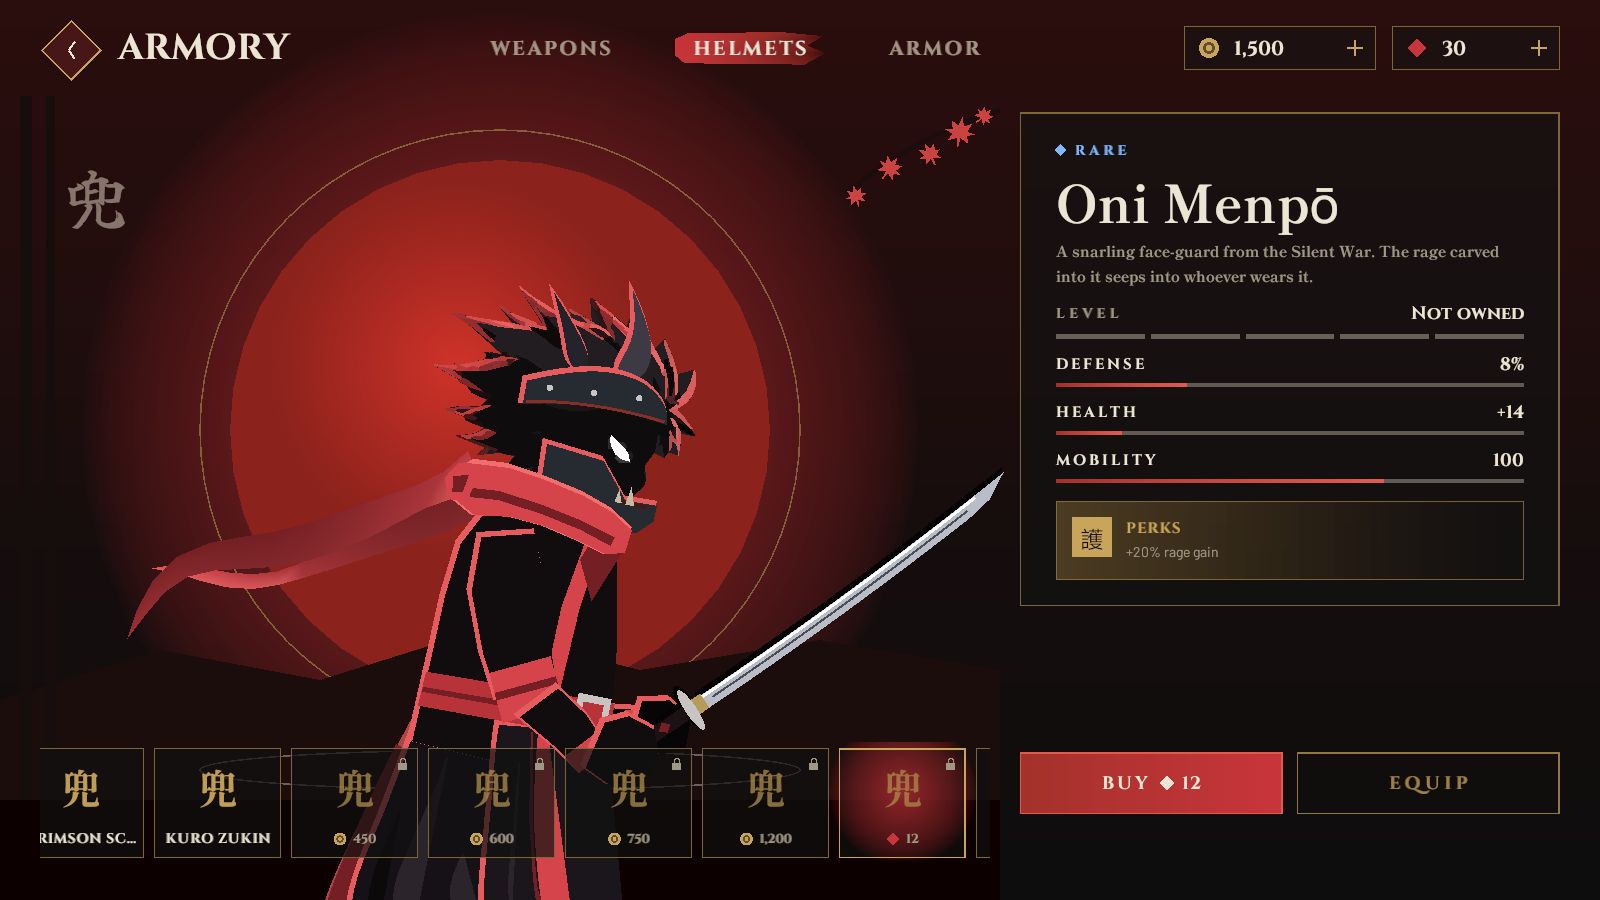 ARMORY
WEAPONS
HELMETS
ARMOR
1,500
30
兜
RARE
Oni Menpō
A snarling face-guard from the Silent War. The rage carved
into it seeps into whoever wears it.
LEVEL
NOT OWNED
DEFENSE
8%
HEALTH
+14
MOBILITY
100
護
PERKS
+20% rage gain
兜
RIMSON SC...
兜
KURO ZUKIN
兜
450
兜
600
兜
750
兜
1,200
兜
12
BUY 12
EQUIP